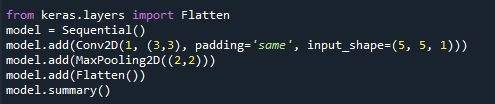 from keras.layers import Flatten
model = Sequential()
model.add(Conv2D(1, (3,3), padding='same', input_shape=(5, 5, 1)))
model.add(MaxPooling2D((2,2)))
model.add(Flatten())
model.summary()